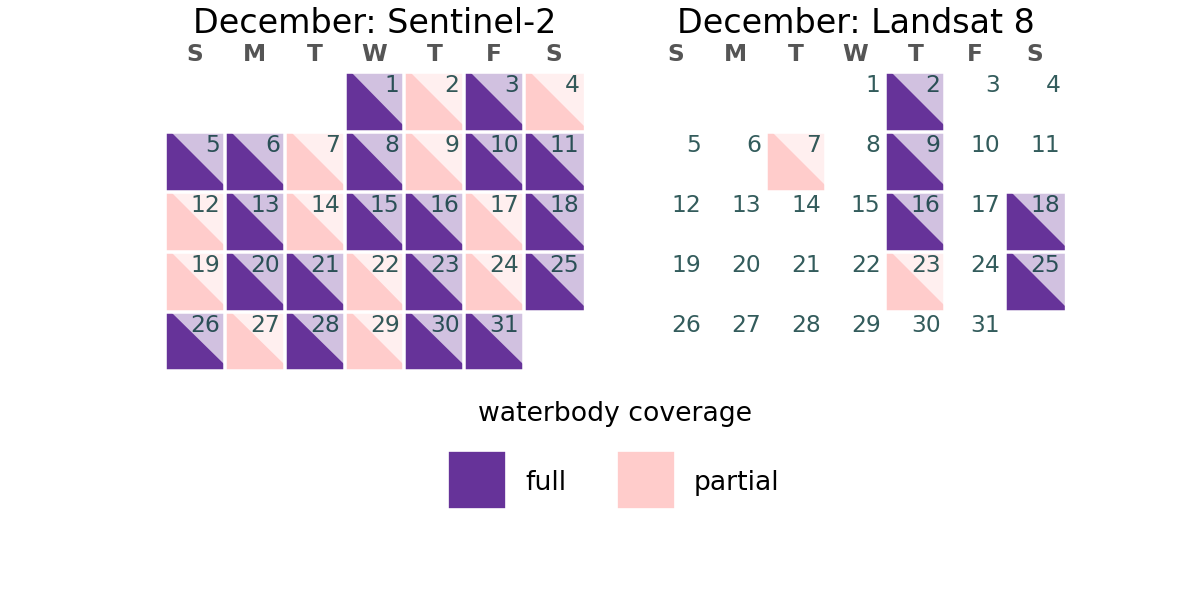 December: Sentinel-2
S M T W T F S
1 2 3 4
5 6 7 8 9 10 11
12 13 14 15 16 17 18
19 20 21 22 23 24 25
26 27 28 29 30 31
December: Landsat 8
S M T W T F S
1 2 3 4
5 6 7 8 9 10 11
12 13 14 15 16 17 18
19 20 21 22 23 24 25
26 27 28 29 30 31
waterbody coverage
full
partial